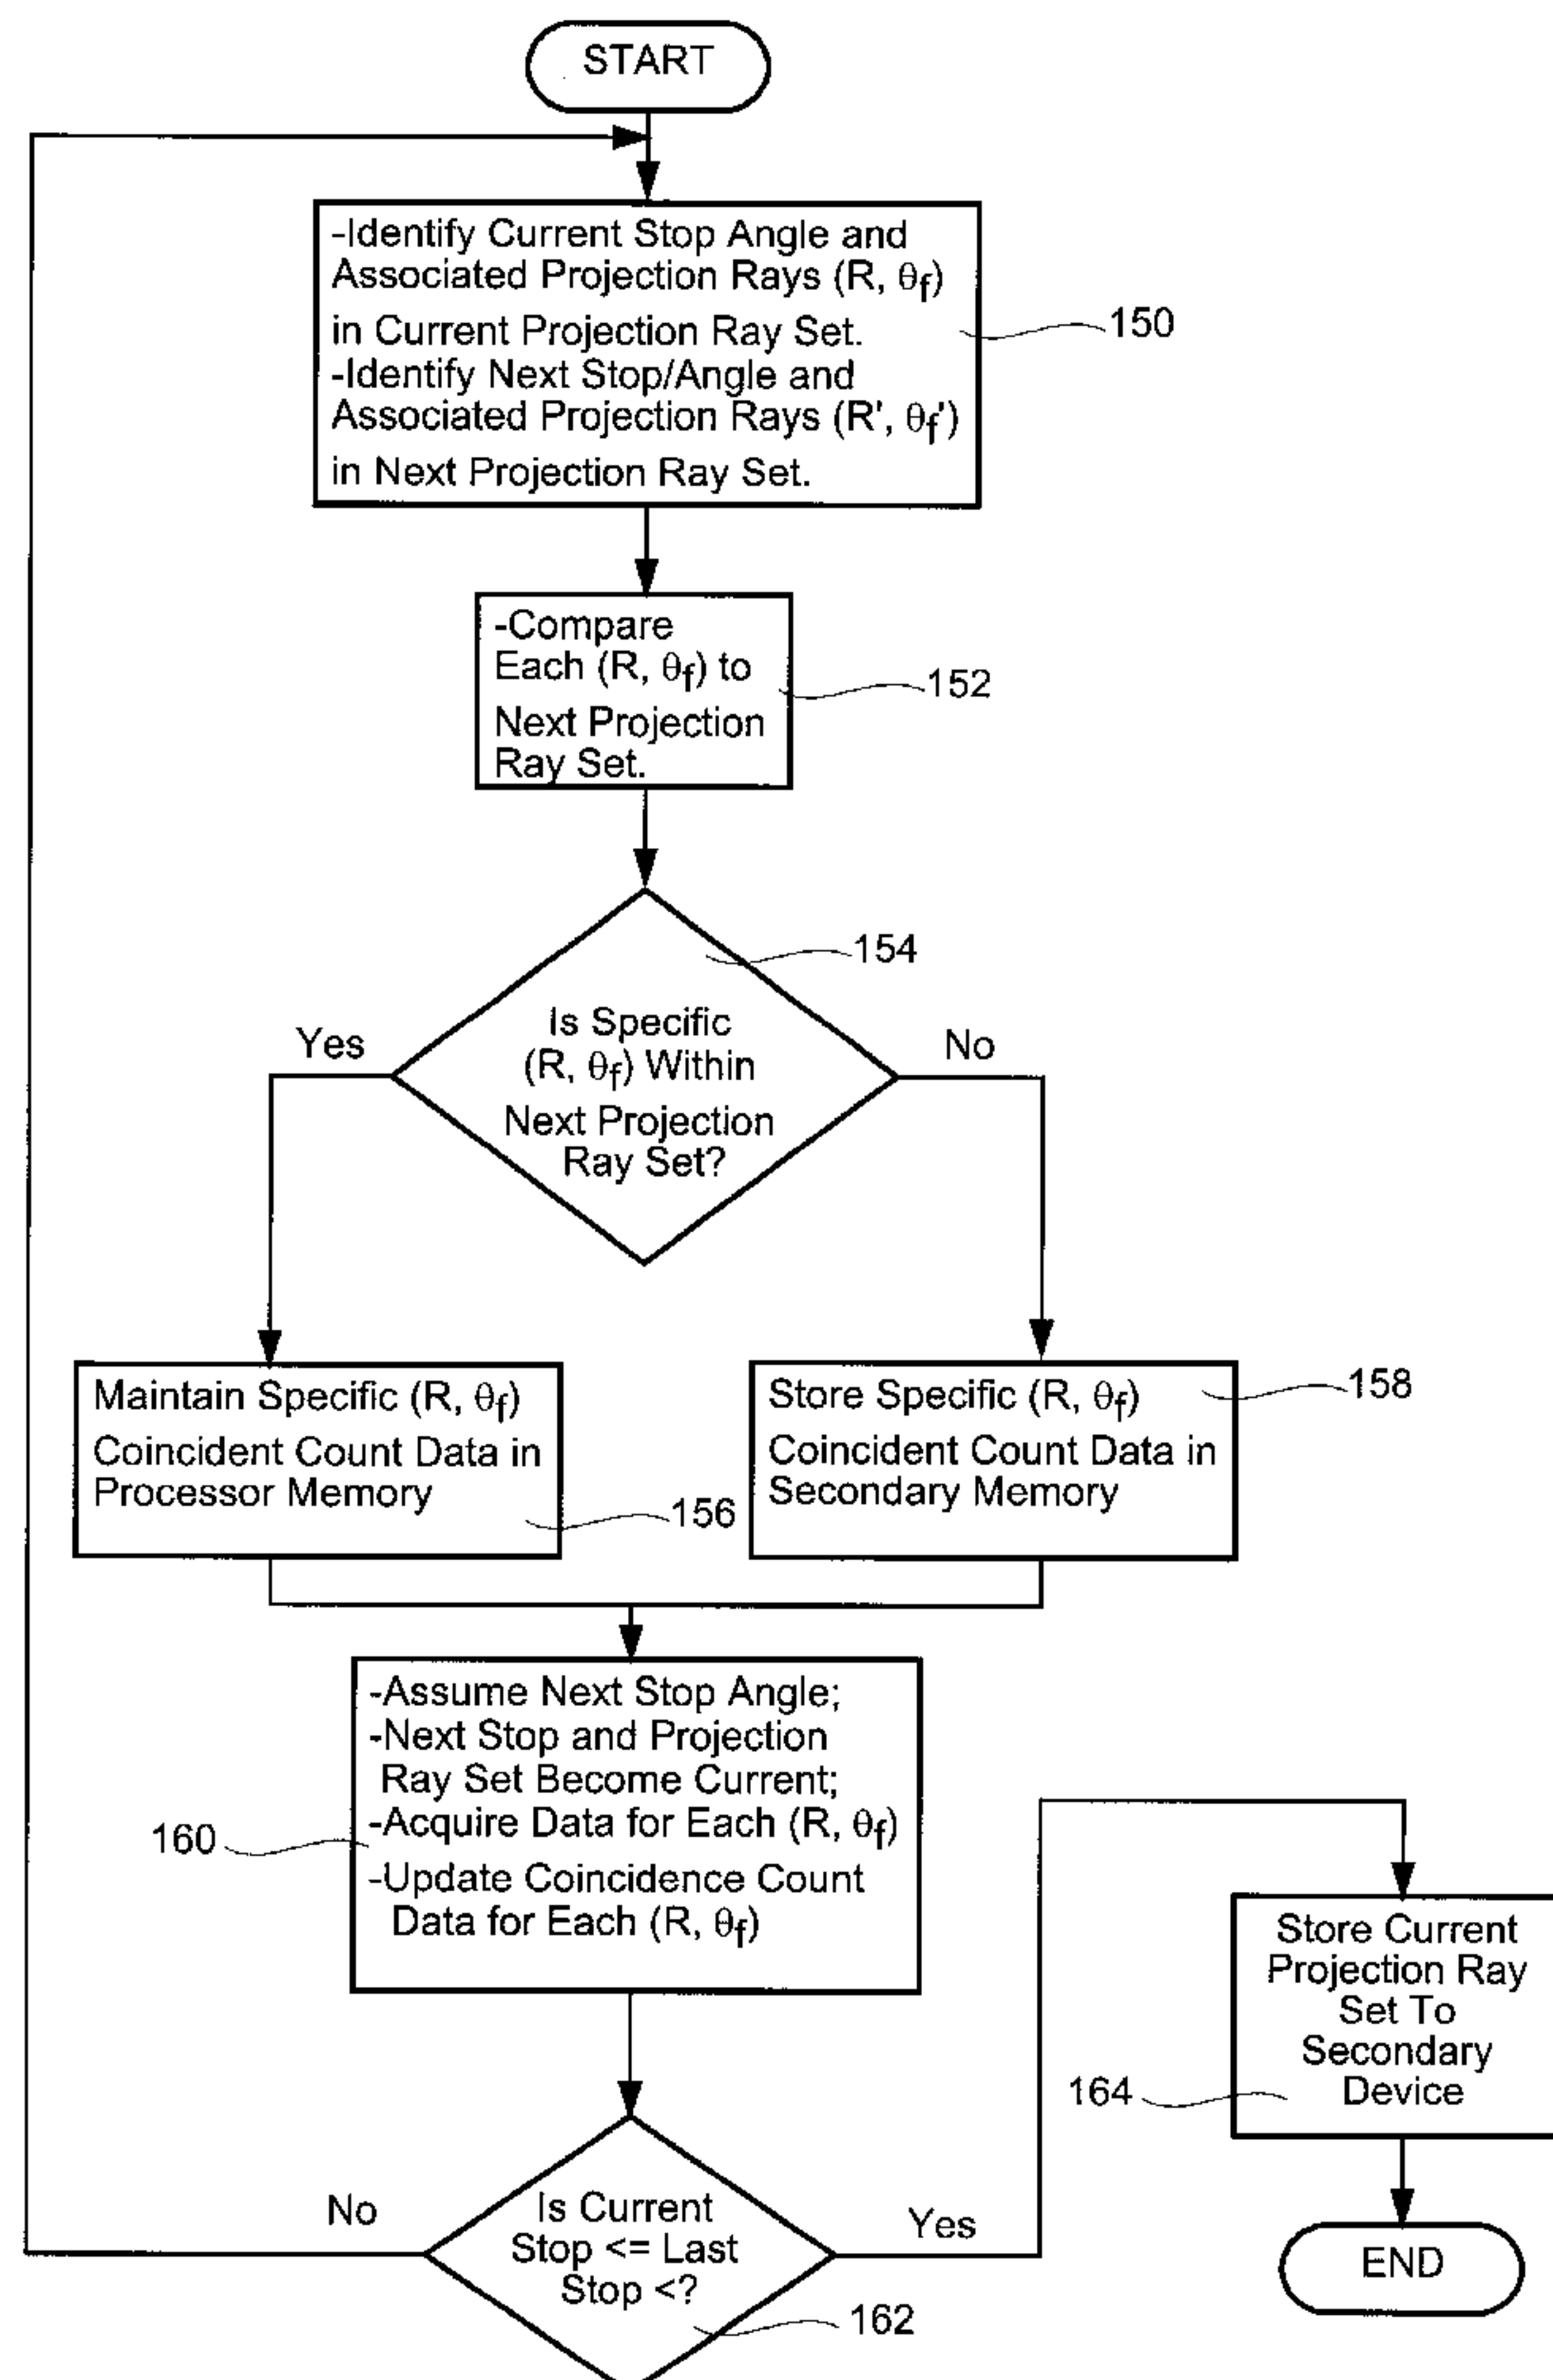 START
-Identify Current Stop Angle and
Associated Projection Rays (R, θf)
in Current Projection Ray Set.
-Identify Next Stop/Angle and
Associated Projection Rays (R', θf')
in Next Projection Ray Set.
150
-Compare
Each (R, θf) to
Next Projection
Ray Set.
152
154
Is Specific
(R, θf) Within
Next Projection
Ray Set?
Yes
No
Maintain Specific (R, θf)
Coincident Count Data in
Processor Memory
156
Store Specific (R, θf)
Coincident Count Data in
Secondary Memory
158
-Assume Next Stop Angle;
-Next Stop and Projection
Ray Set Become Current;
-Acquire Data for Each (R, θf)
-Update Coincidence Count
Data for Each (R, θf)
160
Is Current
Stop <= Last
Stop <?
No
Yes
162
Store Current
Projection Ray
Set To
Secondary
Device
164
END